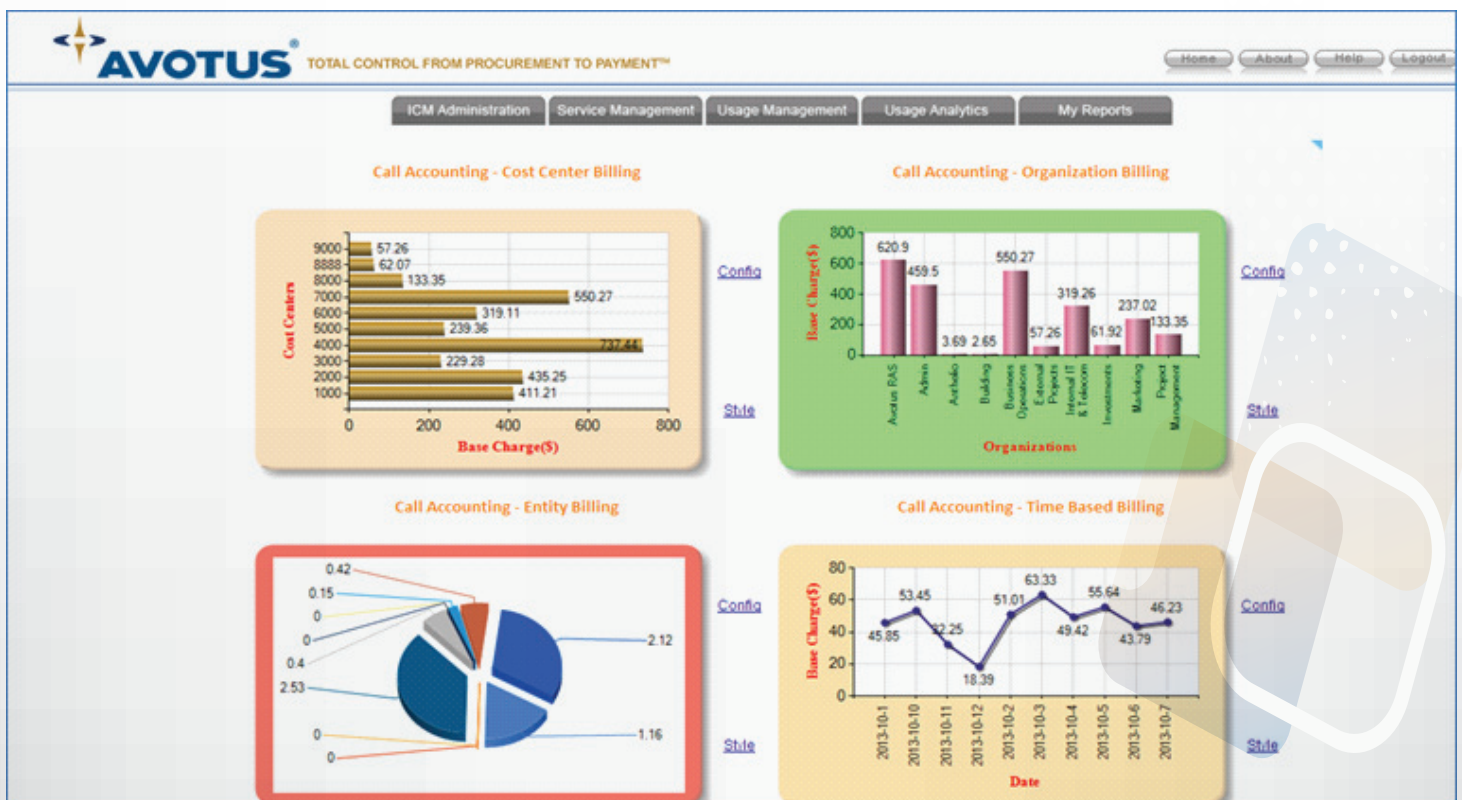 AVOTUS®
TOTAL CONTROL FROM PROCUREMENT TO PAYMENT™
Home About Help Logout
ICM Administration Service Management Usage Management Usage Analytics My Reports
Call Accounting - Cost Center Billing
Cost Centers
9000 57.26
8888 62.07
8000 133.35
7000 550.27
6000 319.11
5000 239.36
4000 737.44
3000 229.28
2000 435.25
1000 411.21
0 200 400 600 800
Base Charge($)
Config
Style
Call Accounting - Organization Billing
Base Charge($)
800
600
400
200
0
620.9 459.5 3.69 2.65 550.27 57.26 319.26 61.92 237.02 133.35
Avotus RAS
Admin
Building
Business
Operations
External
Projects
Internal IT
& Telecom
Investments
Marketing
Project
Management
Organizations
Config
Style
Call Accounting - Entity Billing
0.42
0.15
0
0
0.4
2.53
0
0
2.12
1.16
Config
Style
Call Accounting - Time Based Billing
Base Charge($)
80
60
40
20
0
45.85 53.45 32.25 18.39 51.01 63.33 49.42 55.64 43.79 46.23
2013-10-1
2013-10-10
2013-10-11
2013-10-12
2013-10-2
2013-10-3
2013-10-4
2013-10-5
2013-10-6
2013-10-7
Date
Config
Style